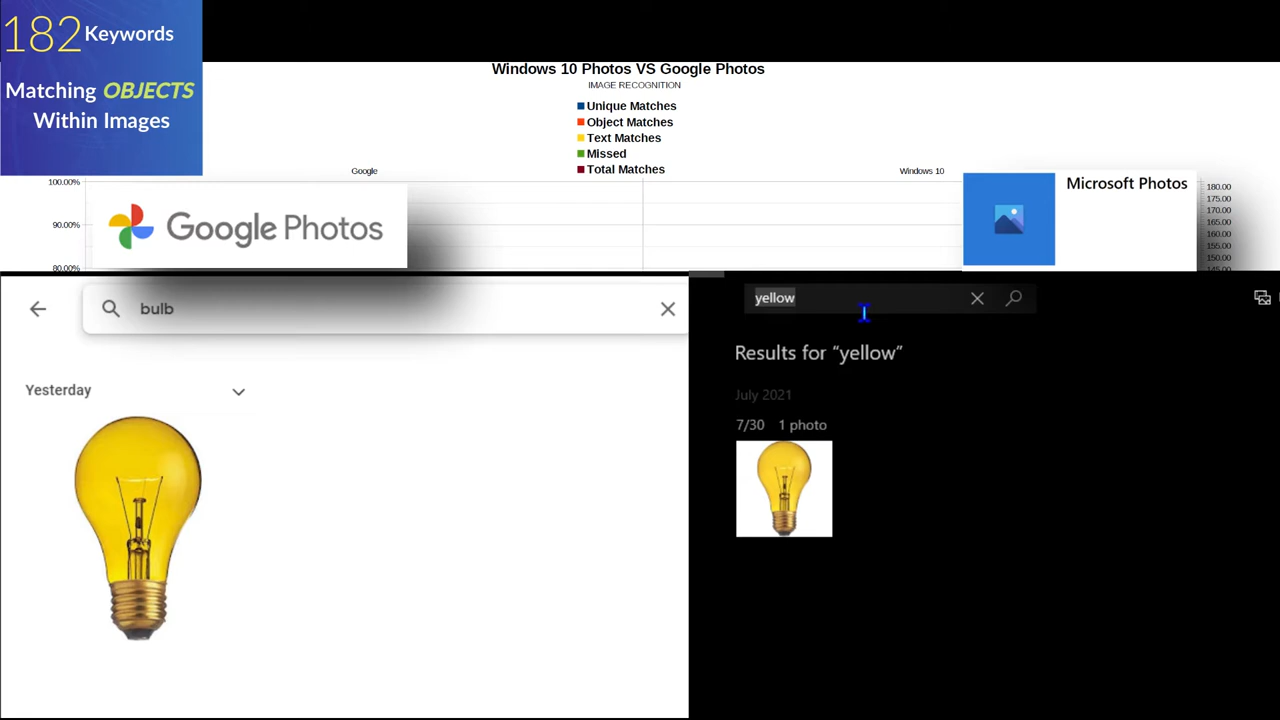 182 Keywords
Matching OBJECTS
Within Images
Windows 10 Photos VS Google Photos
IMAGE RECOGNITION
Unique Matches
Object Matches
Text Matches
Missed
Total Matches
Google
Windows 10
100.00%
90.00%
80.00%
180.00
175.00
170.00
165.00
160.00
155.00
150.00
145.00
Google Photos
Microsoft Photos
bulb
Yesterday
yellow
Results for “yellow”
July 2021
7/30 1 photo